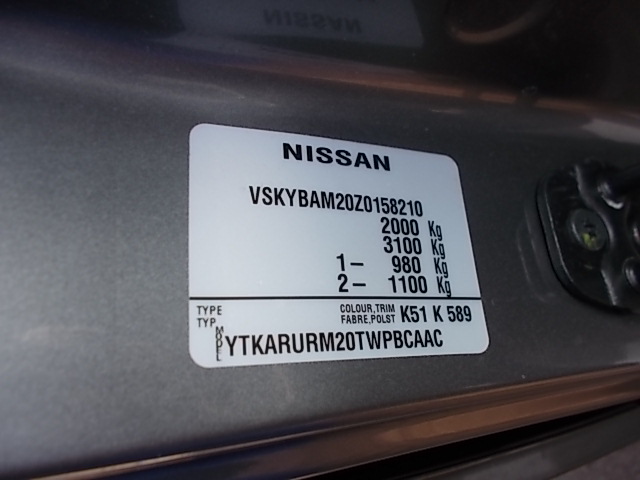 NISSAN
VSKYBAM20Z0158210
2000 Kg
3100 Kg
1- 980 Kg
2- 1100 Kg
TYPE COLOUR,TRIM K51 K 589
TYP FABRE,POLST
MODEL YTKARURM20TWPBCAAC